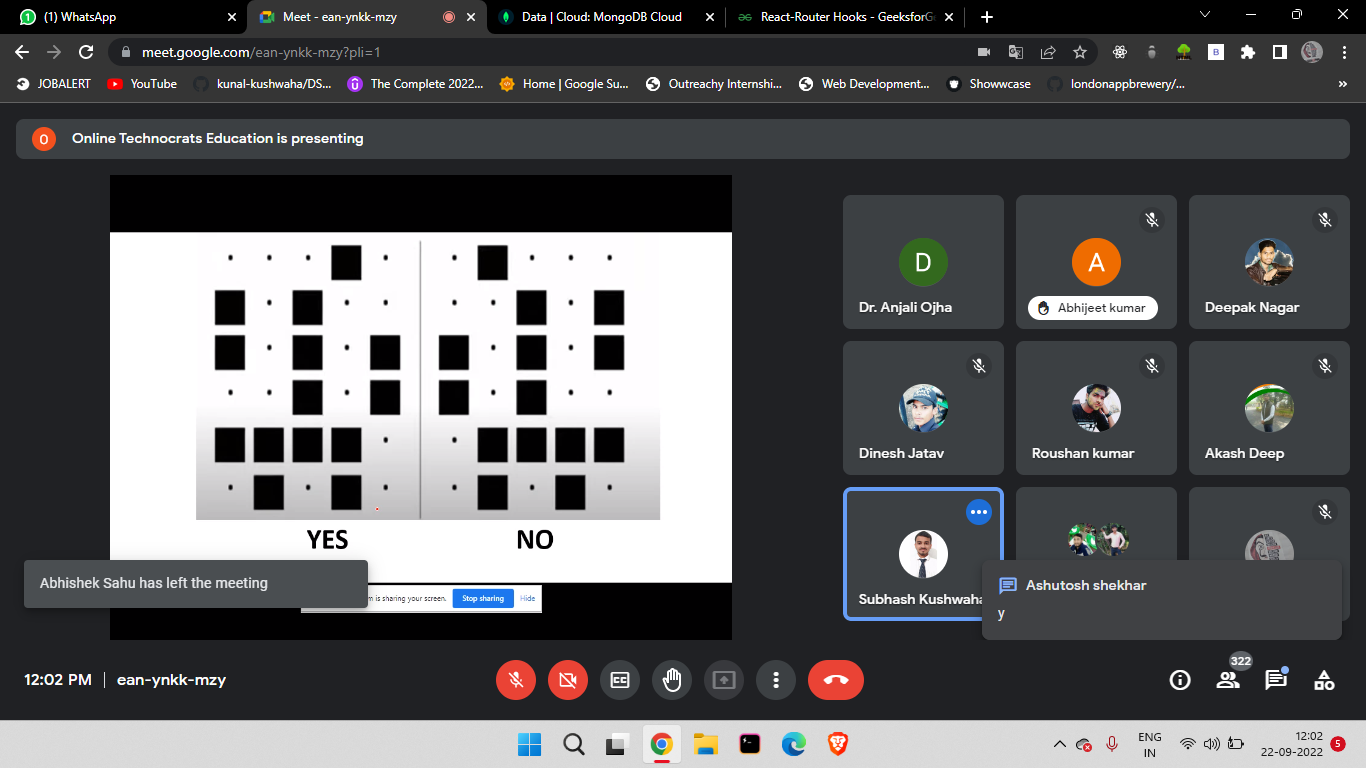 (1) WhatsApp
Meet - ean-ynkk-mzy
Data | Cloud: MongoDB Cloud
React-Router Hooks - GeeksforG
meet.google.com/ean-ynkk-mzy?pli=1
JOBALERT
YouTube
kunal-kushwaha/DS...
The Complete 2022...
Home | Google Su...
Outreachy Internshi...
Web Development...
Showwcase
londonappbrewery/...
O
Online Technocrats Education is presenting
D
Dr. Anjali Ojha
A
Abhijeet kumar
Deepak Nagar
Dinesh Jatav
Roushan kumar
Akash Deep
YES
NO
Subhash Kushwaha
Abhishek Sahu has left the meeting
m is sharing your screen.
Stop sharing
Hide
Ashutosh shekhar
y
12:02 PM
ean-ynkk-mzy
CC
322
ENG
IN
12:02
22-09-2022
5